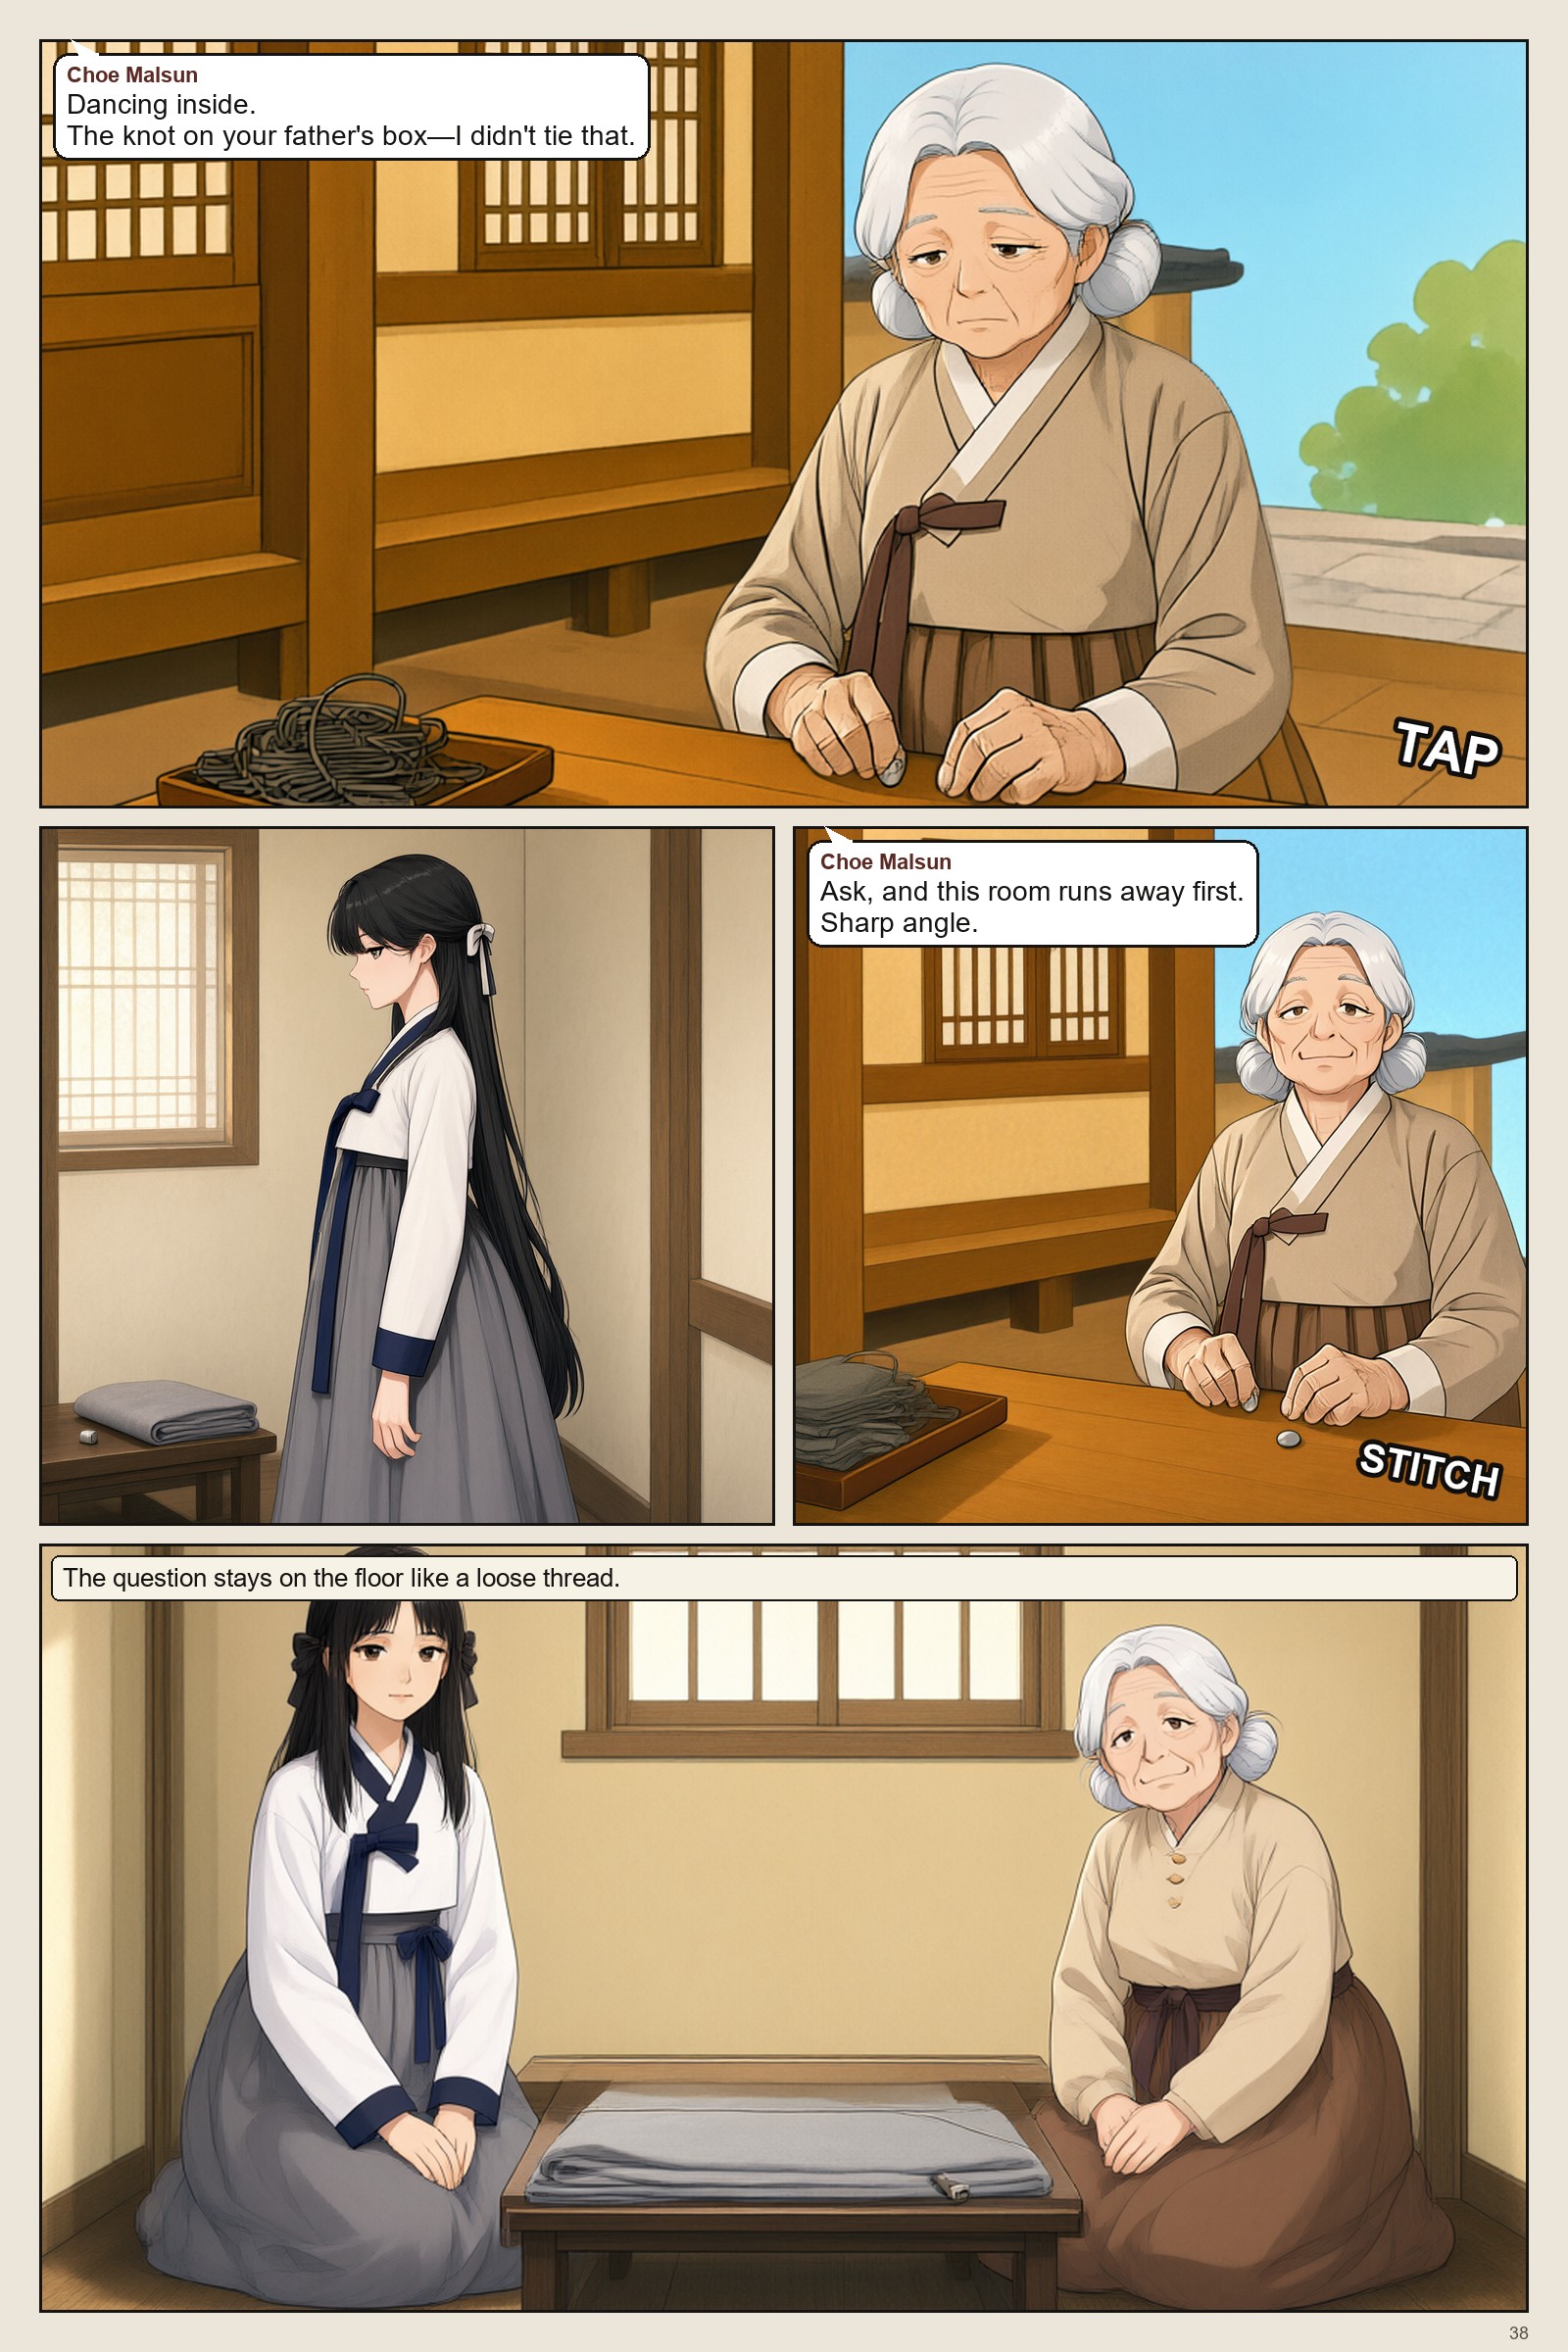 Choe Malsun
Dancing inside.
The knot on your father's box—I didn't tie that.
TAP
Choe Malsun
Ask, and this room runs away first.
Sharp angle.
STITCH
The question stays on the floor like a loose thread.
38